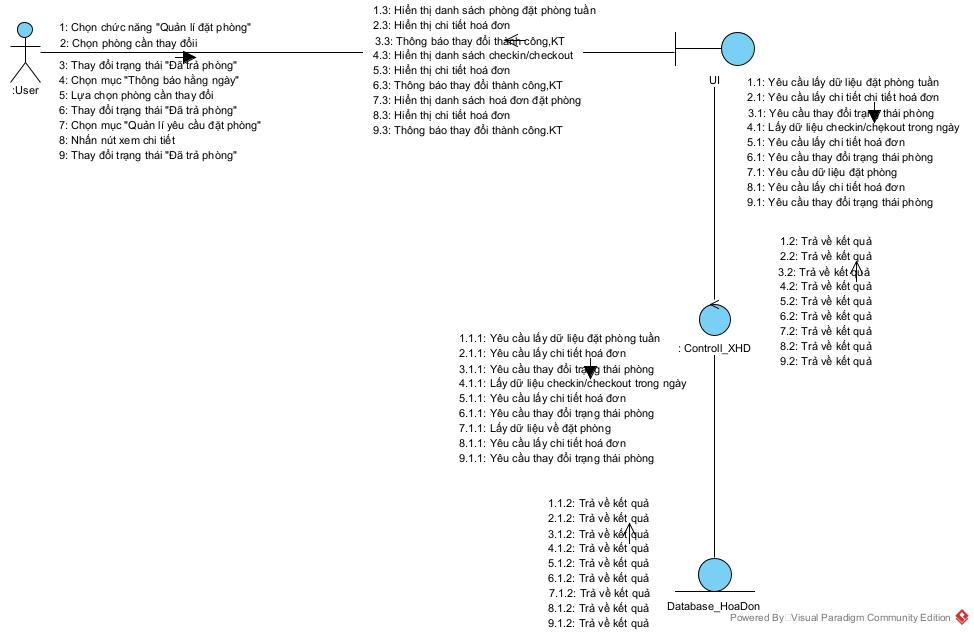 :User
1: Chọn chức năng "Quản lí đặt phòng"
2: Chọn phòng cần thay đổii
3: Thay đổi trạng thái "Đã trả phòng"
4: Chọn mục "Thông báo hằng ngày"
5: Lựa chọn phòng cần thay đổi
6: Thay đổi trạng thái "Đã trả phòng"
7: Chọn mục "Quản lí yêu cầu đặt phòng"
8: Nhấn nút xem chi tiết
9: Thay đổi trạng thái "Đã trả phòng"
1.3: Hiển thị danh sách phòng đặt phòng tuần
2.3: Hiển thị chi tiết hoá đơn
3.3: Thông báo thay đổi thành công,KT
4.3: Hiển thị danh sách checkin/checkout
5.3: Hiển thị chi tiết hoá đơn
6.3: Thông báo thay đổi thành công,KT
7.3: Hiển thị danh sách hoá đơn đặt phòng
8.3: Hiển thị chi tiết hoá đơn
9.3: Thông báo thay đổi thành công.KT
UI
1.1: Yêu cầu lấy dữ liệu đặt phòng tuần
2.1: Yêu cầu lấy chi tiết chi tiết hoá đơn
3.1: Yêu cầu thay đổi trạng thái phòng
4.1: Lấy dữ liệu checkin/chekout trong ngày
5.1: Yêu cầu lấy chi tiết hoá đơn
6.1: Yêu cầu thay đổi trạng thái phòng
7.1: Yêu cầu dữ liệu đặt phòng
8.1: Yêu cầu lấy chi tiết hoá đơn
9.1: Yêu cầu thay đổi trạng thái phòng
1.2: Trả về kết quả
2.2: Trả về kết quả
3.2: Trả về kết quả
4.2: Trả về kết quả
5.2: Trả về kết quả
6.2: Trả về kết quả
7.2: Trả về kết quả
8.2: Trả về kết quả
9.2: Trả về kết quả
: Controll_XHD
1.1.1: Yêu cầu lấy dữ liệu đặt phòng tuần
2.1.1: Yêu cầu lấy chi tiết hoá đơn
3.1.1: Yêu cầu thay đổi trạng thái phòng
4.1.1: Lấy dữ liệu checkin/checkout trong ngày
5.1.1: Yêu cầu lấy chi tiết hoá đơn
6.1.1: Yêu cầu thay đổi trạng thái phòng
7.1.1: Lấy dữ liệu về đặt phòng
8.1.1: Yêu cầu lấy chi tiết hoá đơn
9.1.1: Yêu cầu thay đổi trạng thái phòng
1.1.2: Trả về kết quả
2.1.2: Trả về kết quả
3.1.2: Trả về kết quả
4.1.2: Trả về kết quả
5.1.2: Trả về kết quả
6.1.2: Trả về kết quả
7.1.2: Trả về kết quả
8.1.2: Trả về kết quả
9.1.2: Trả về kết quả
Database_HoaDon
Powered By Visual Paradigm Community Edition